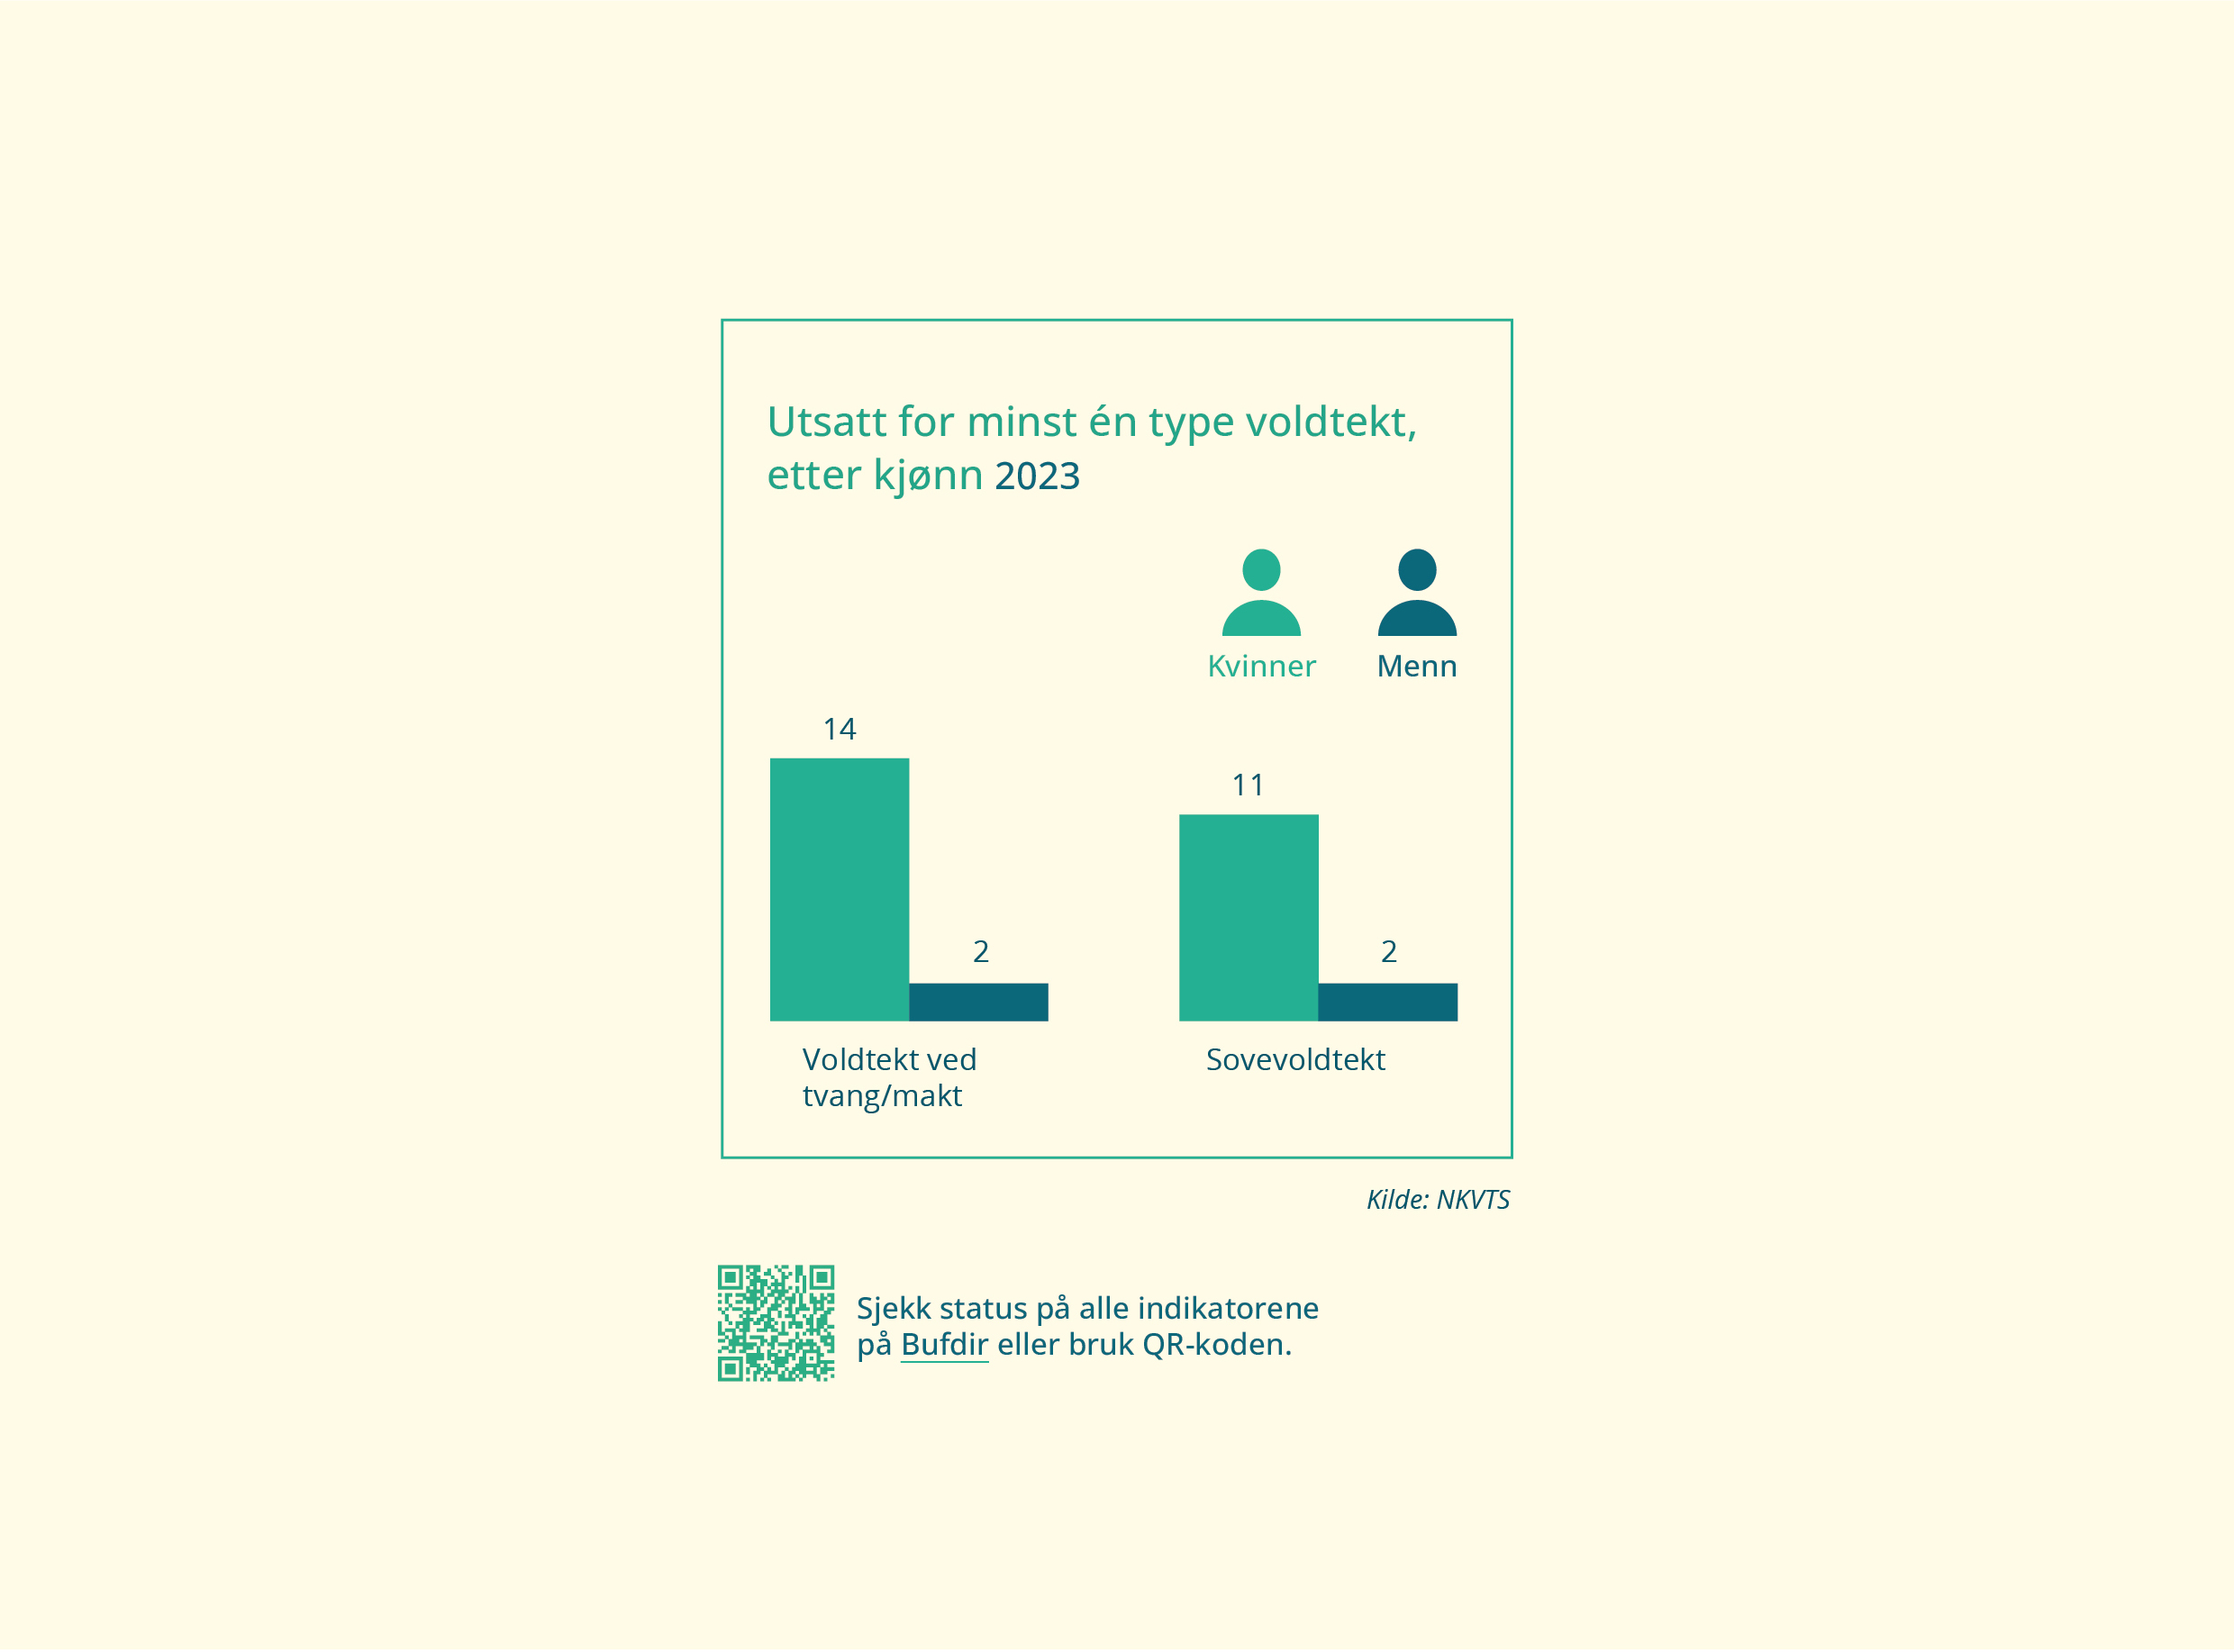 Utsatt for minst én type voldtekt,
etter kjønn 2023
Kvinner Menn
14
11
2
2
Voldtekt ved
tvang/makt
Sovevoldtekt
Kilde: NKVTS
Sjekk status på alle indikatorene
på Bufdir eller bruk QR-koden.